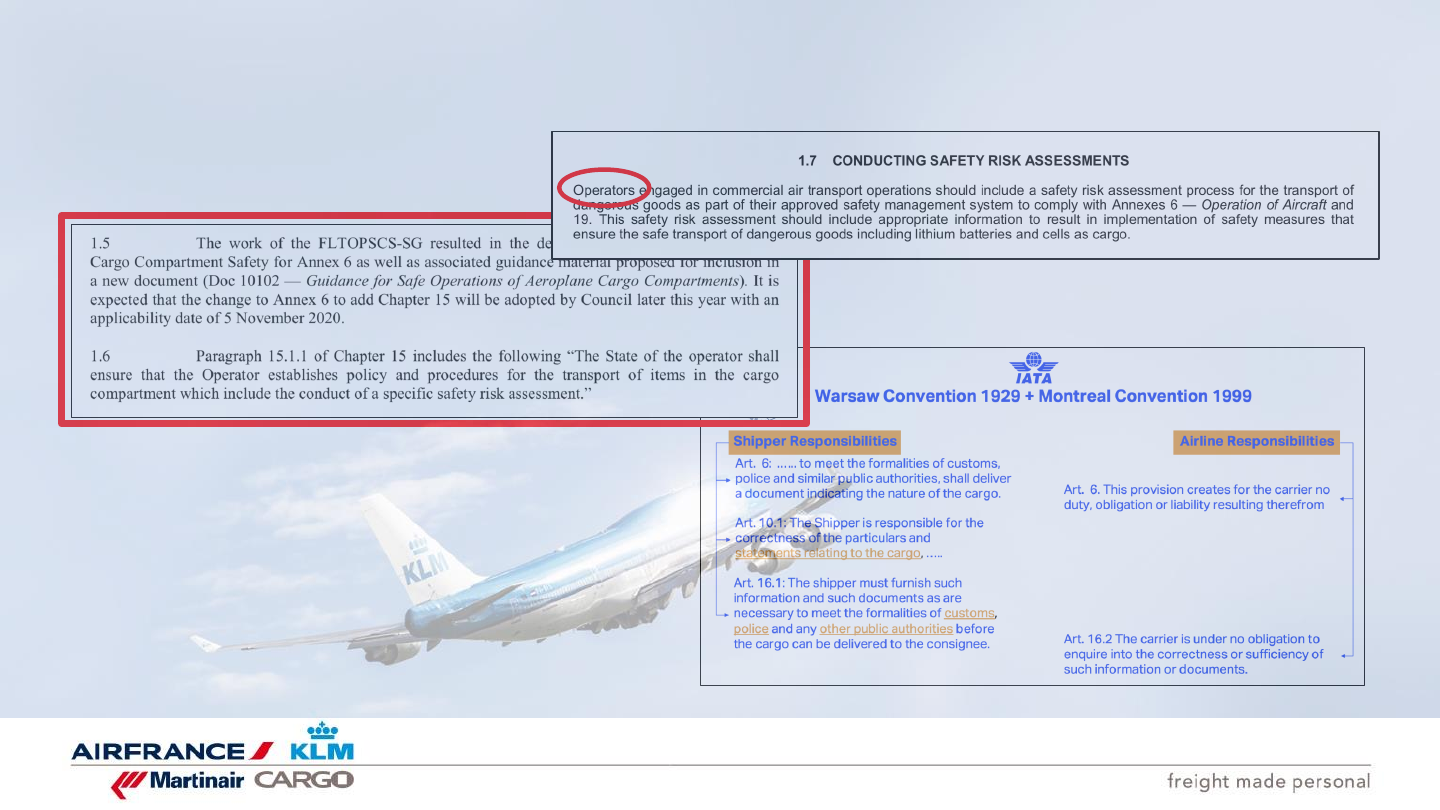 1.7 CONDUCTING SAFETY RISK ASSESSMENTS
Operators engaged in commercial air transport operations should include a safety risk assessment process for the transport of
dangerous goods as part of their approved safety management system to comply with Annexes 6 — Operation of Aircraft and
19. This safety risk assessment should include appropriate information to result in implementation of safety measures that
ensure the safe transport of dangerous goods including lithium batteries and cells as cargo.
1.5 The work of the FLTOPSCS-SG resulted in the de
Cargo Compartment Safety for Annex 6 as well as associated guidance material proposed for inclusion in
a new document (Doc 10102 — Guidance for Safe Operations of Aeroplane Cargo Compartments). It is
expected that the change to Annex 6 to add Chapter 15 will be adopted by Council later this year with an
applicability date of 5 November 2020.
1.6 Paragraph 15.1.1 of Chapter 15 includes the following “The State of the operator shall
ensure that the Operator establishes policy and procedures for the transport of items in the cargo
compartment which include the conduct of a specific safety risk assessment.”
IATA
Warsaw Convention 1929 + Montreal Convention 1999
Shipper Responsibilities
Art. 6: …... to meet the formalities of customs,
police and similar public authorities, shall deliver
a document indicating the nature of the cargo.
Art. 10.1: The Shipper is responsible for the
correctness of the particulars and
statements relating to the cargo, …..
Art. 16.1: The shipper must furnish such
information and such documents as are
necessary to meet the formalities of customs,
police and any other public authorities before
the cargo can be delivered to the consignee.
Airline Responsibilities
Art. 6. This provision creates for the carrier no
duty, obligation or liability resulting therefrom
Art. 16.2 The carrier is under no obligation to
enquire into the correctness or sufficiency of
such information or documents.
KLM
AIRFRANCE KLM
Martinair CARGO
freight made personal